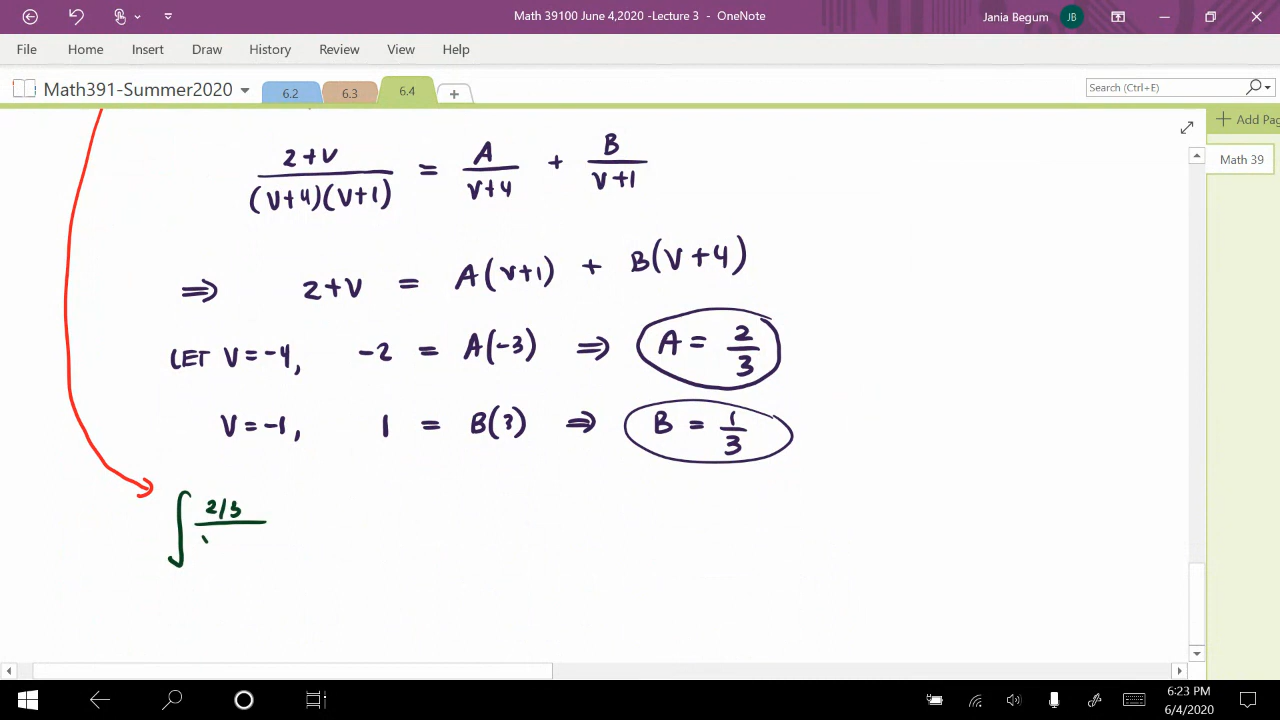 Math 39100 June 4,2020 -Lecture 3 - OneNote
Jania Begum JB
File Home Insert Draw History Review View Help
Math391-Summer2020 6.2 6.3 6.4 Search (Ctrl+E)
Add Pag
Math 39
2+v / (v+4)(v+1) = A / v+4 + B / v+1
⇒ 2+v = A(v+1) + B(v+4)
LET v=-4, -2 = A(-3) ⇒ A = 2/3
v=-1, 1 = B(3) ⇒ B = 1/3
∫ 2/3
6:23 PM
6/4/2020